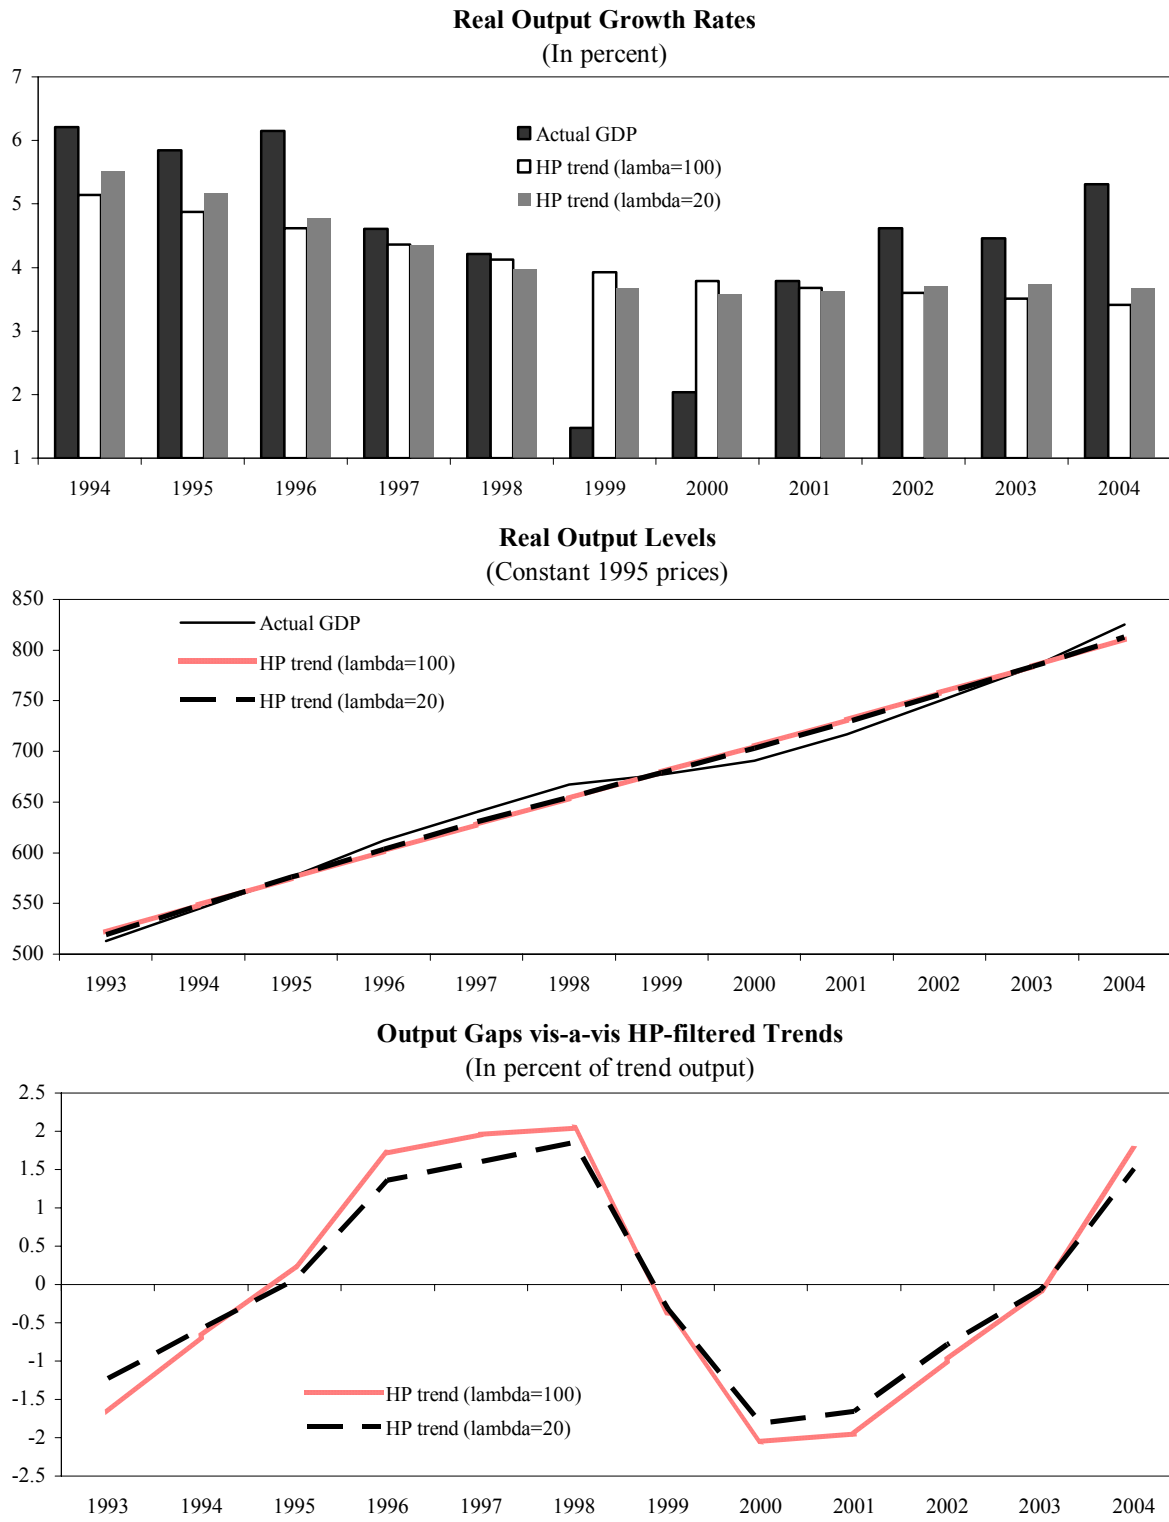 Real Output Growth Rates
(In percent)
7
6
5
4
3
2
1
Actual GDP
HP trend (lamba=100)
HP trend (lambda=20)
1994 1995 1996 1997 1998 1999 2000 2001 2002 2003 2004
Real Output Levels
(Constant 1995 prices)
850
800
750
700
650
600
550
500
Actual GDP
HP trend (lambda=100)
HP trend (lambda=20)
1993 1994 1995 1996 1997 1998 1999 2000 2001 2002 2003 2004
Output Gaps vis-a-vis HP-filtered Trends
(In percent of trend output)
2.5
2
1.5
1
0.5
0
-0.5
-1
-1.5
-2
-2.5
HP trend (lambda=100)
HP trend (lambda=20)
1993 1994 1995 1996 1997 1998 1999 2000 2001 2002 2003 2004